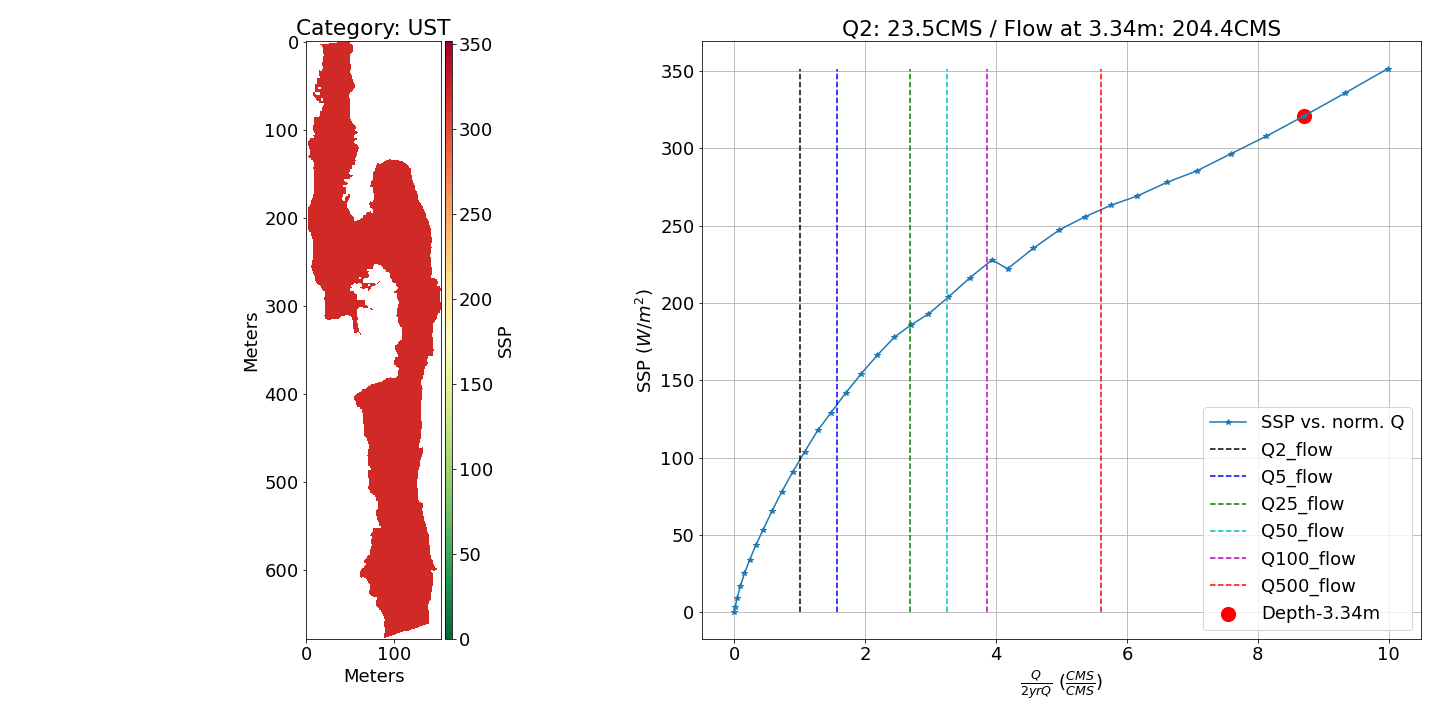 Category: UST
0
100
200
300
400
500
600
Meters
0
100
Meters
350
300
250
200
150
100
50
0
SSP
Q2: 23.5CMS / Flow at 3.34m: 204.4CMS
350
300
250
200
150
100
50
0
SSP (W/m²)
0
2
4
6
8
10
Q/2yrQ (CMS/CMS)
SSP vs. norm. Q
Q2_flow
Q5_flow
Q25_flow
Q50_flow
Q100_flow
Q500_flow
Depth-3.34m